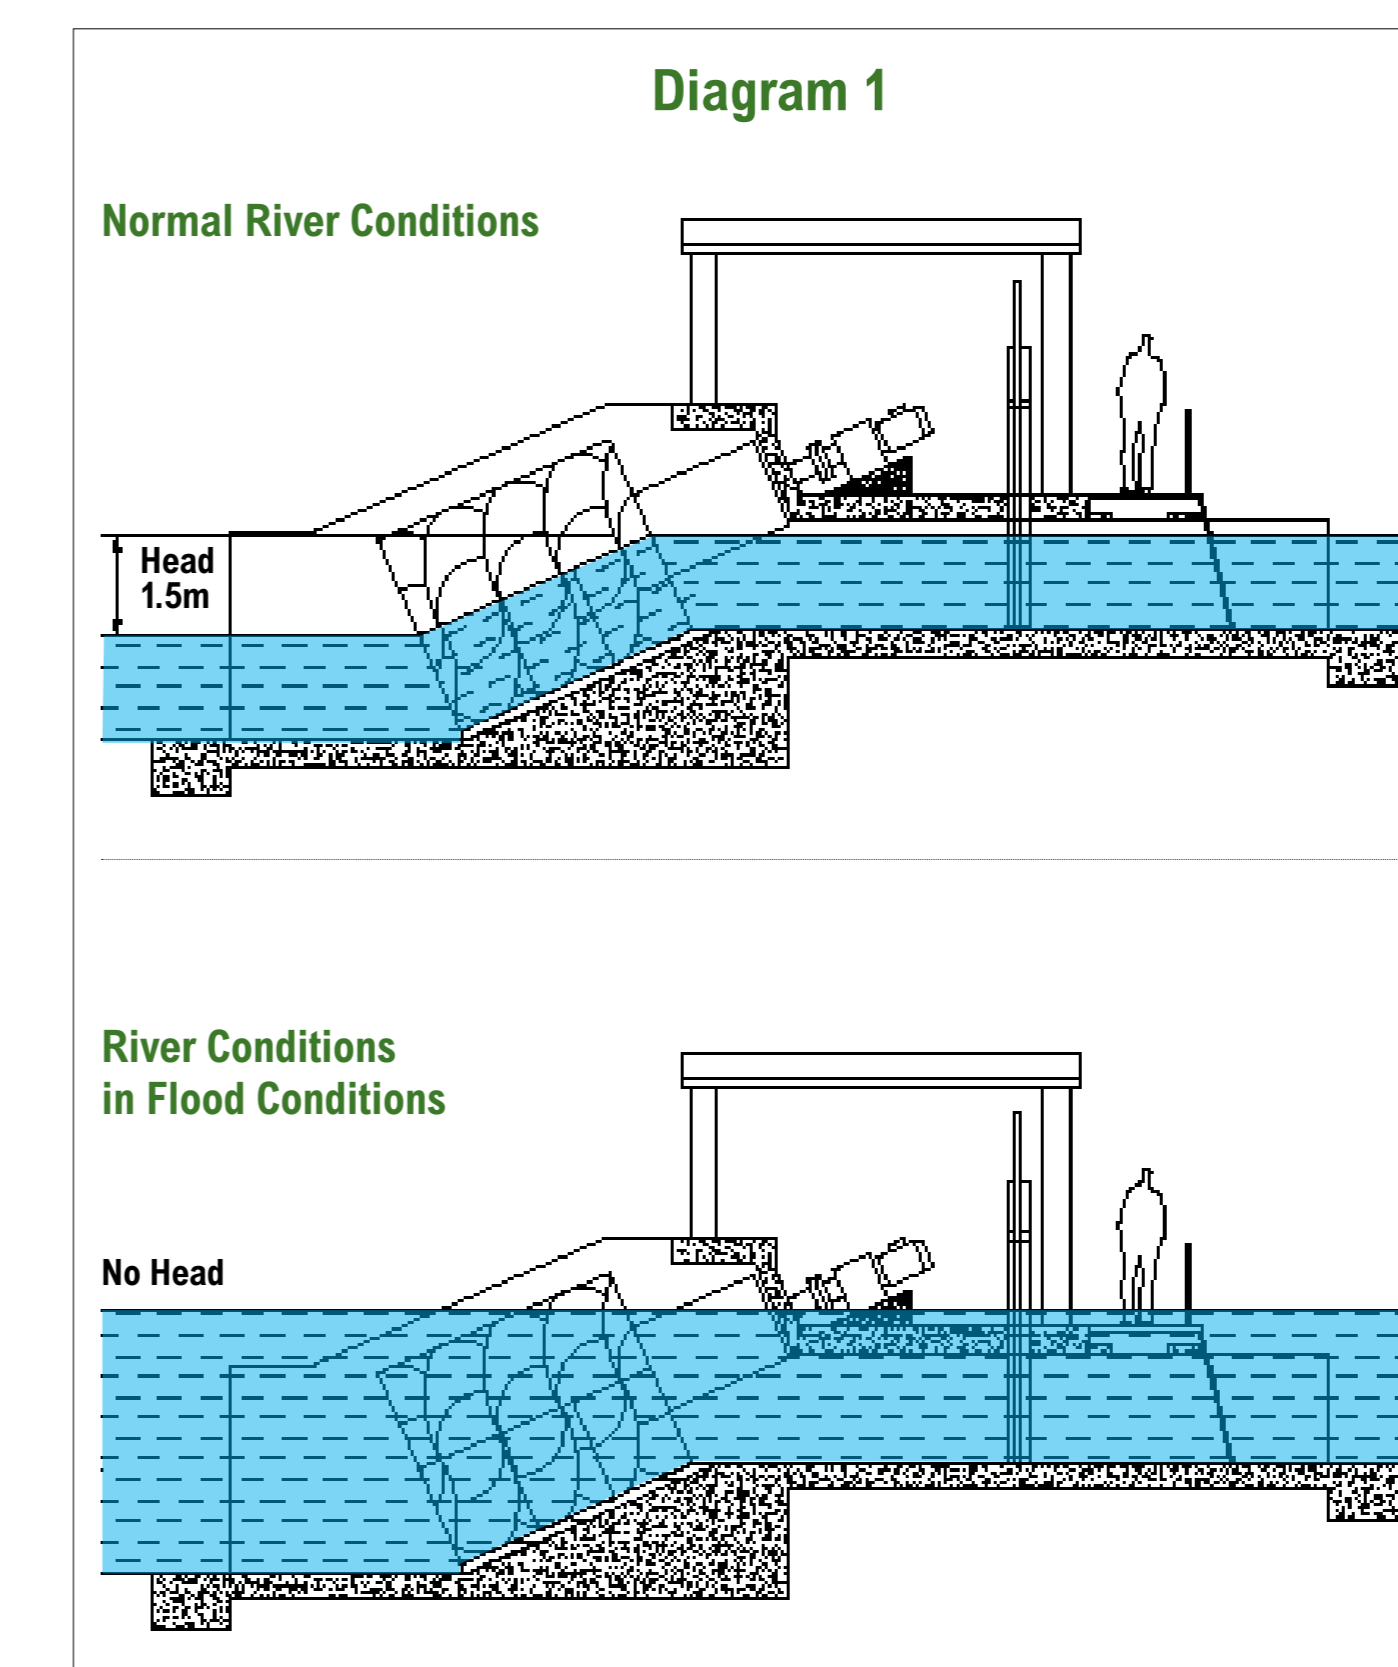 Diagram 1
Normal River Conditions
Head
1.5m
River Conditions
in Flood Conditions
No Head